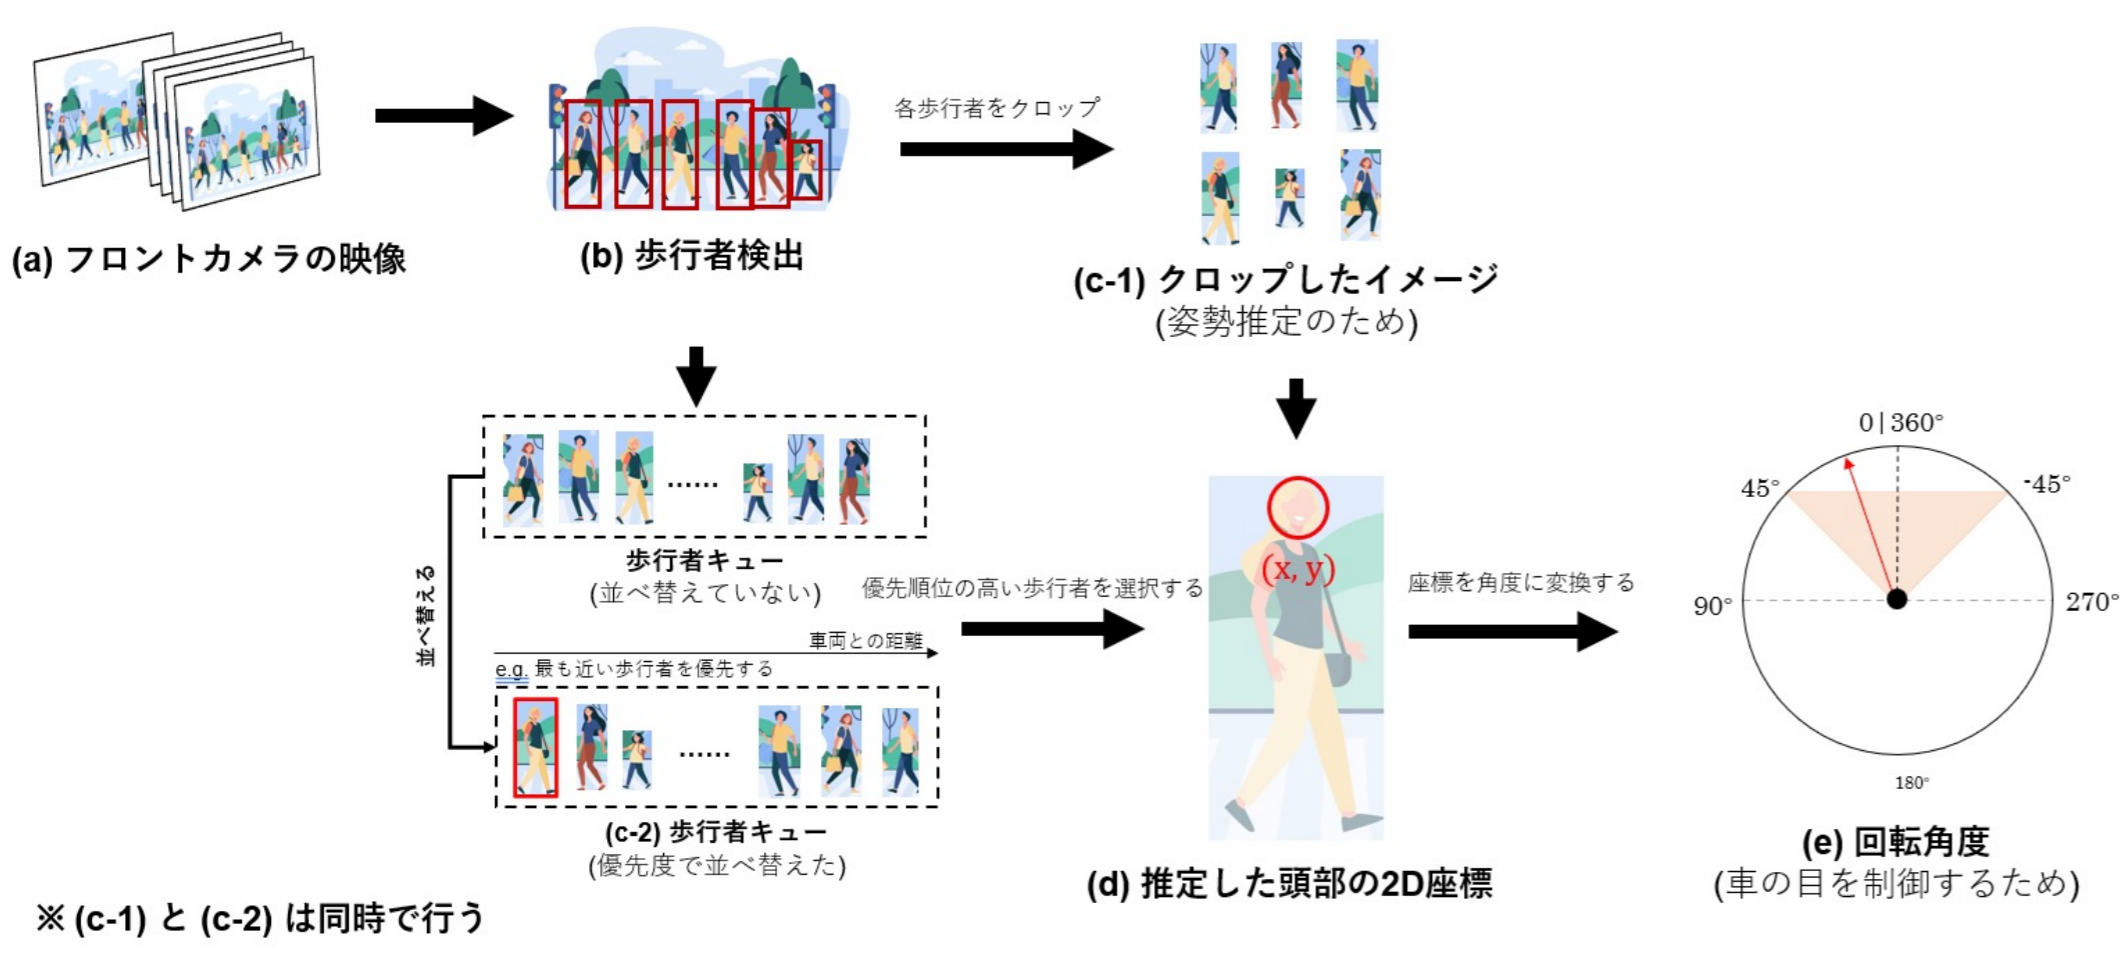 (a) フロントカメラの映像
(b) 歩行者検出
各歩行者をクロップ
(c-1) クロップしたイメージ
(姿勢推定のため)
並べ替える
......
歩行者キュー
(並べ替えていない)
車両との距離
e.g. 最も近い歩行者を優先する
......
(c-2) 歩行者キュー
(優先度で並べ替えた)
優先順位の高い歩行者を選択する
(x, y)
(d) 推定した頭部の2D座標
座標を角度に変換する
0 | 360°
45°
-45°
90°
270°
180°
(e) 回転角度
(車の目を制御するため)
※ (c-1) と (c-2) は同時で行う